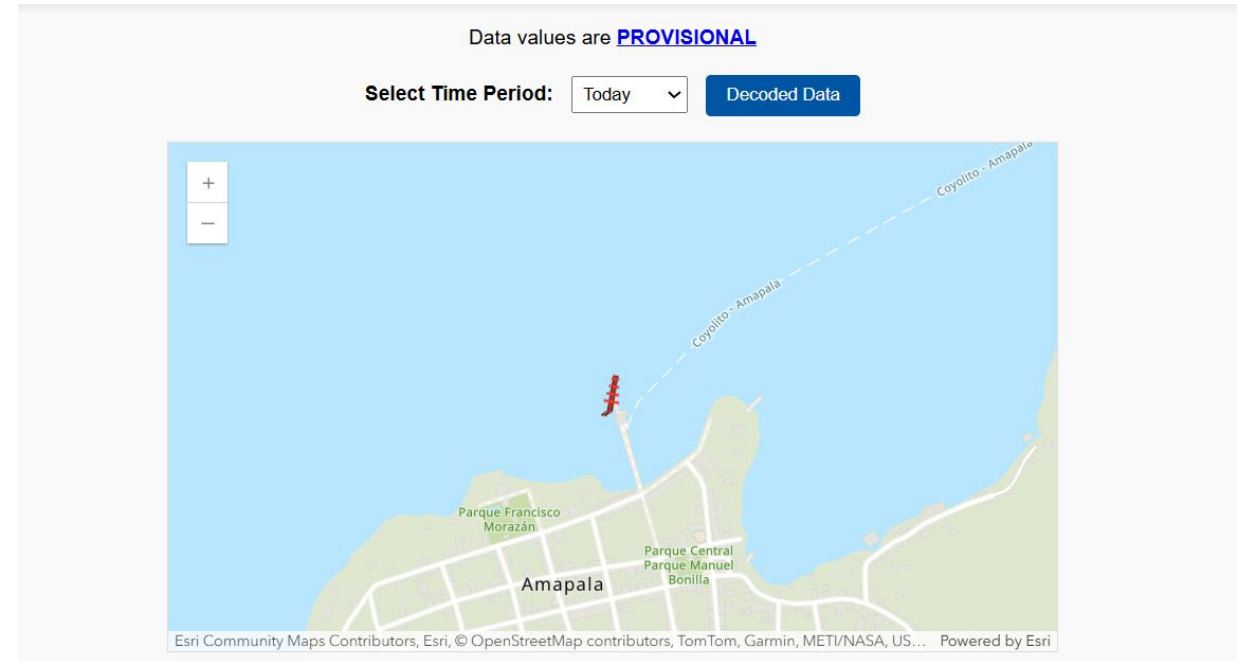 Data values are PROVISIONAL
Select Time Period: Today Decoded Data
+
Coyolito - Amapala
−
Coyolito - Amapala
Parque Francisco
Morazán
Parque Central
Parque Manuel
Bonilla
Amapala
Esri Community Maps Contributors, Esri, © OpenStreetMap contributors, TomTom, Garmin, METI/NASA, US... Powered by Esri